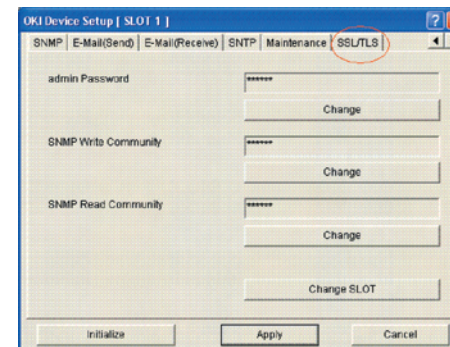 OKI Device Setup [ SLOT 1 ]
SNMP E-Mail(Send) E-Mail(Receive) SNTP Maintenance SSL/TLS
admin Password ******
Change
SNMP Write Community ******
Change
SNMP Read Community ******
Change
Change SLOT
Initialize Apply Cancel